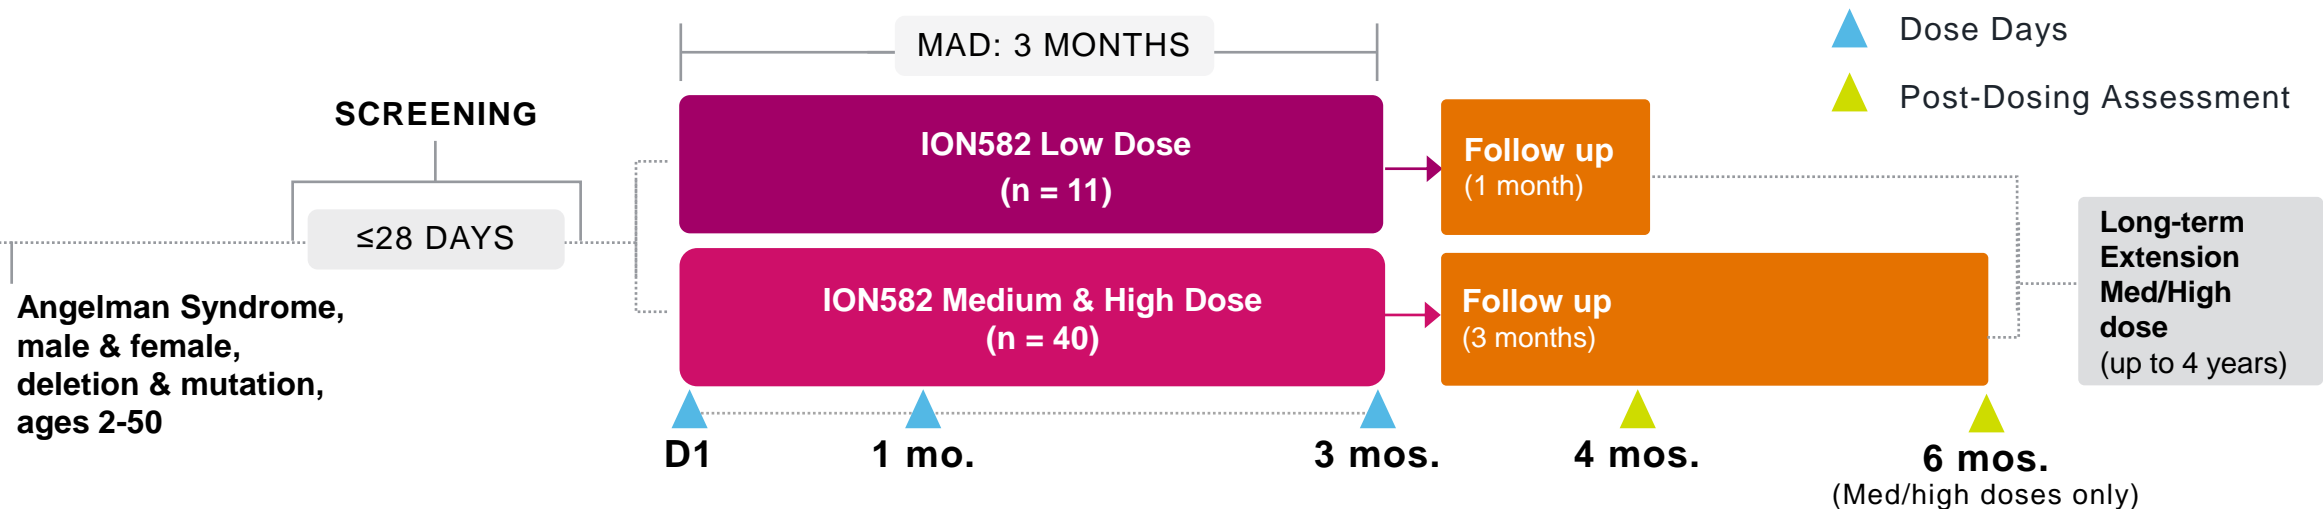 MAD: 3 MONTHS
Dose Days
Post-Dosing Assessment
SCREENING
≤28 DAYS
Angelman Syndrome,
male & female,
deletion & mutation,
ages 2-50
ION582 Low Dose
(n = 11)
Follow up
(1 month)
ION582 Medium & High Dose
(n = 40)
Follow up
(3 months)
Long-term
Extension
Med/High
dose
(up to 4 years)
D1
1 mo.
3 mos.
4 mos.
6 mos.
(Med/high doses only)